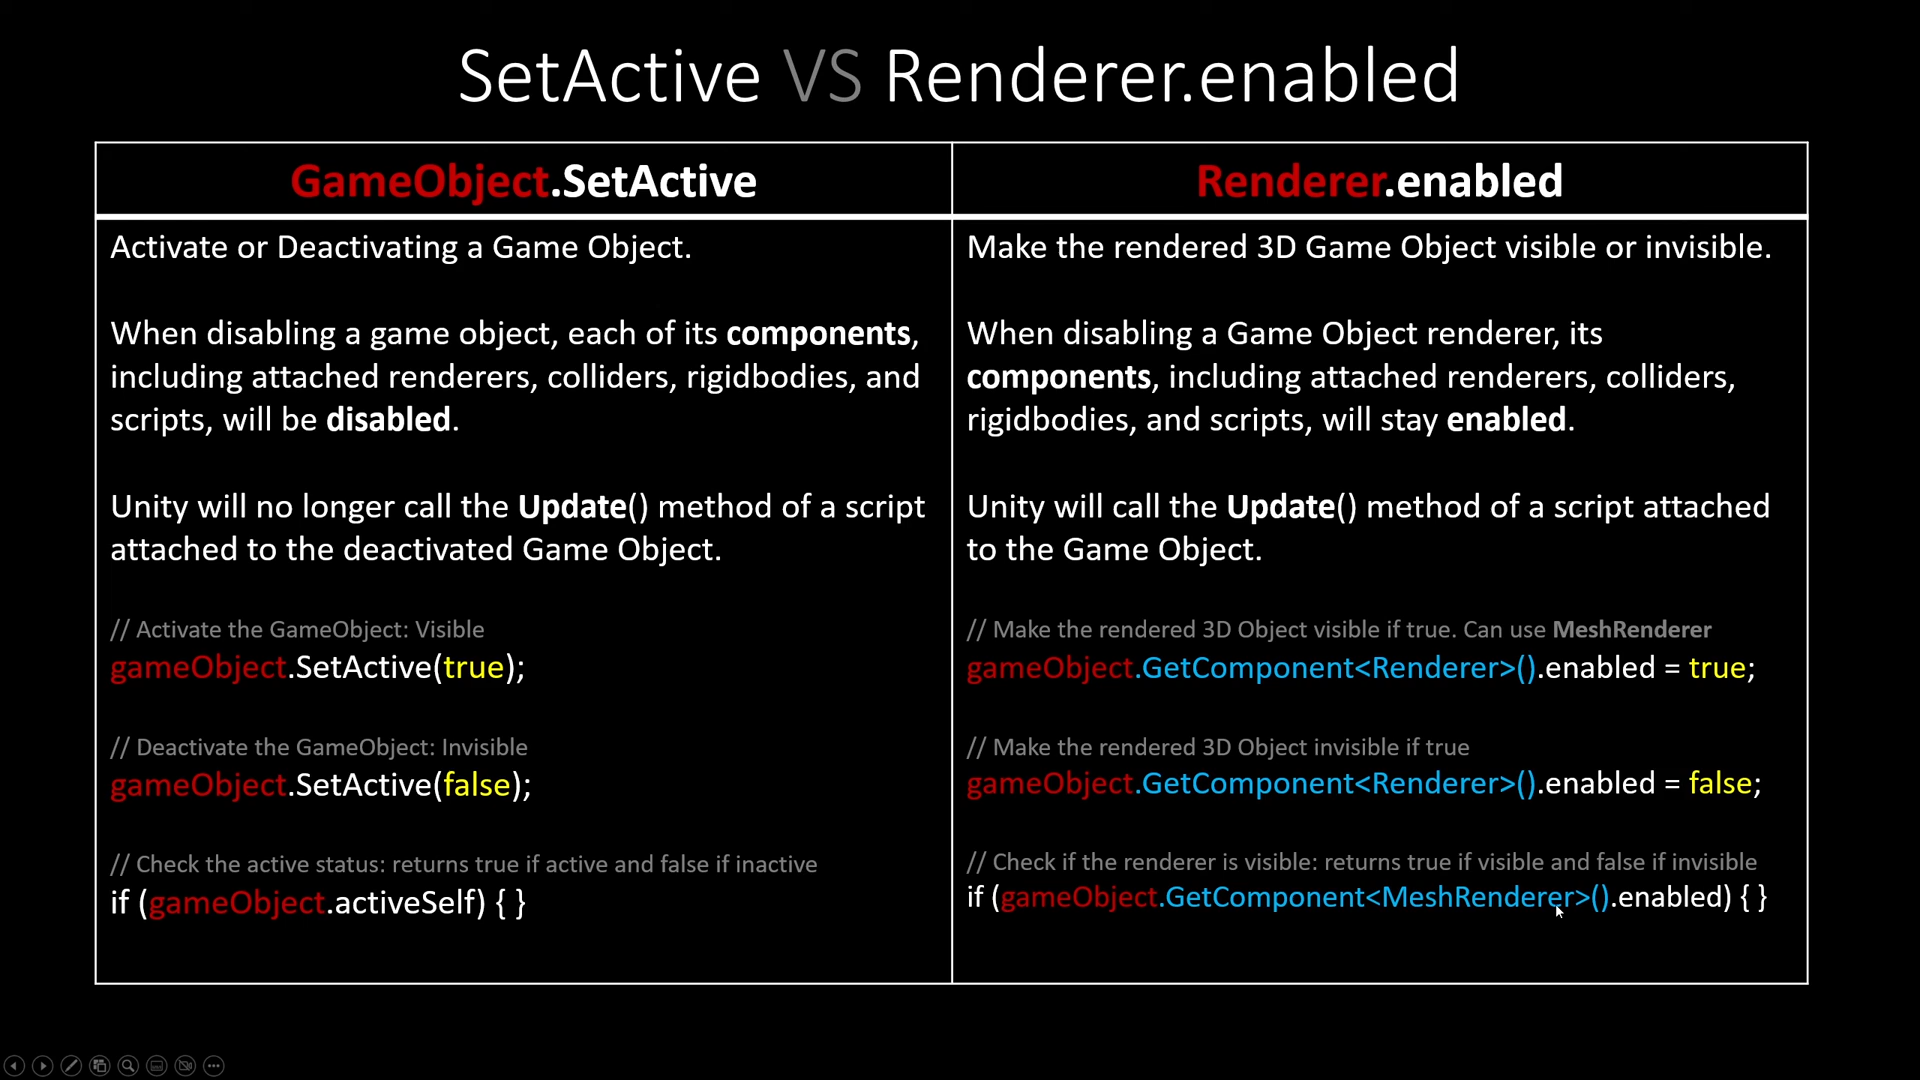 SetActive VS Renderer.enabled
GameObject.SetActive
Activate or Deactivating a Game Object.
When disabling a game object, each of its components,
including attached renderers, colliders, rigidbodies, and
scripts, will be disabled.
Unity will no longer call the Update() method of a script
attached to the deactivated Game Object.
// Activate the GameObject: Visible
gameObject.SetActive(true);
// Deactivate the GameObject: Invisible
gameObject.SetActive(false);
// Check the active status: returns true if active and false if inactive
if (gameObject.activeSelf) { }
Renderer.enabled
Make the rendered 3D Game Object visible or invisible.
When disabling a Game Object renderer, its
components, including attached renderers, colliders,
rigidbodies, and scripts, will stay enabled.
Unity will call the Update() method of a script attached
to the Game Object.
// Make the rendered 3D Object visible if true. Can use MeshRenderer
gameObject.GetComponent<Renderer>().enabled = true;
// Make the rendered 3D Object invisible if true
gameObject.GetComponent<Renderer>().enabled = false;
// Check if the renderer is visible: returns true if visible and false if invisible
if (gameObject.GetComponent<MeshRenderer>().enabled) { }